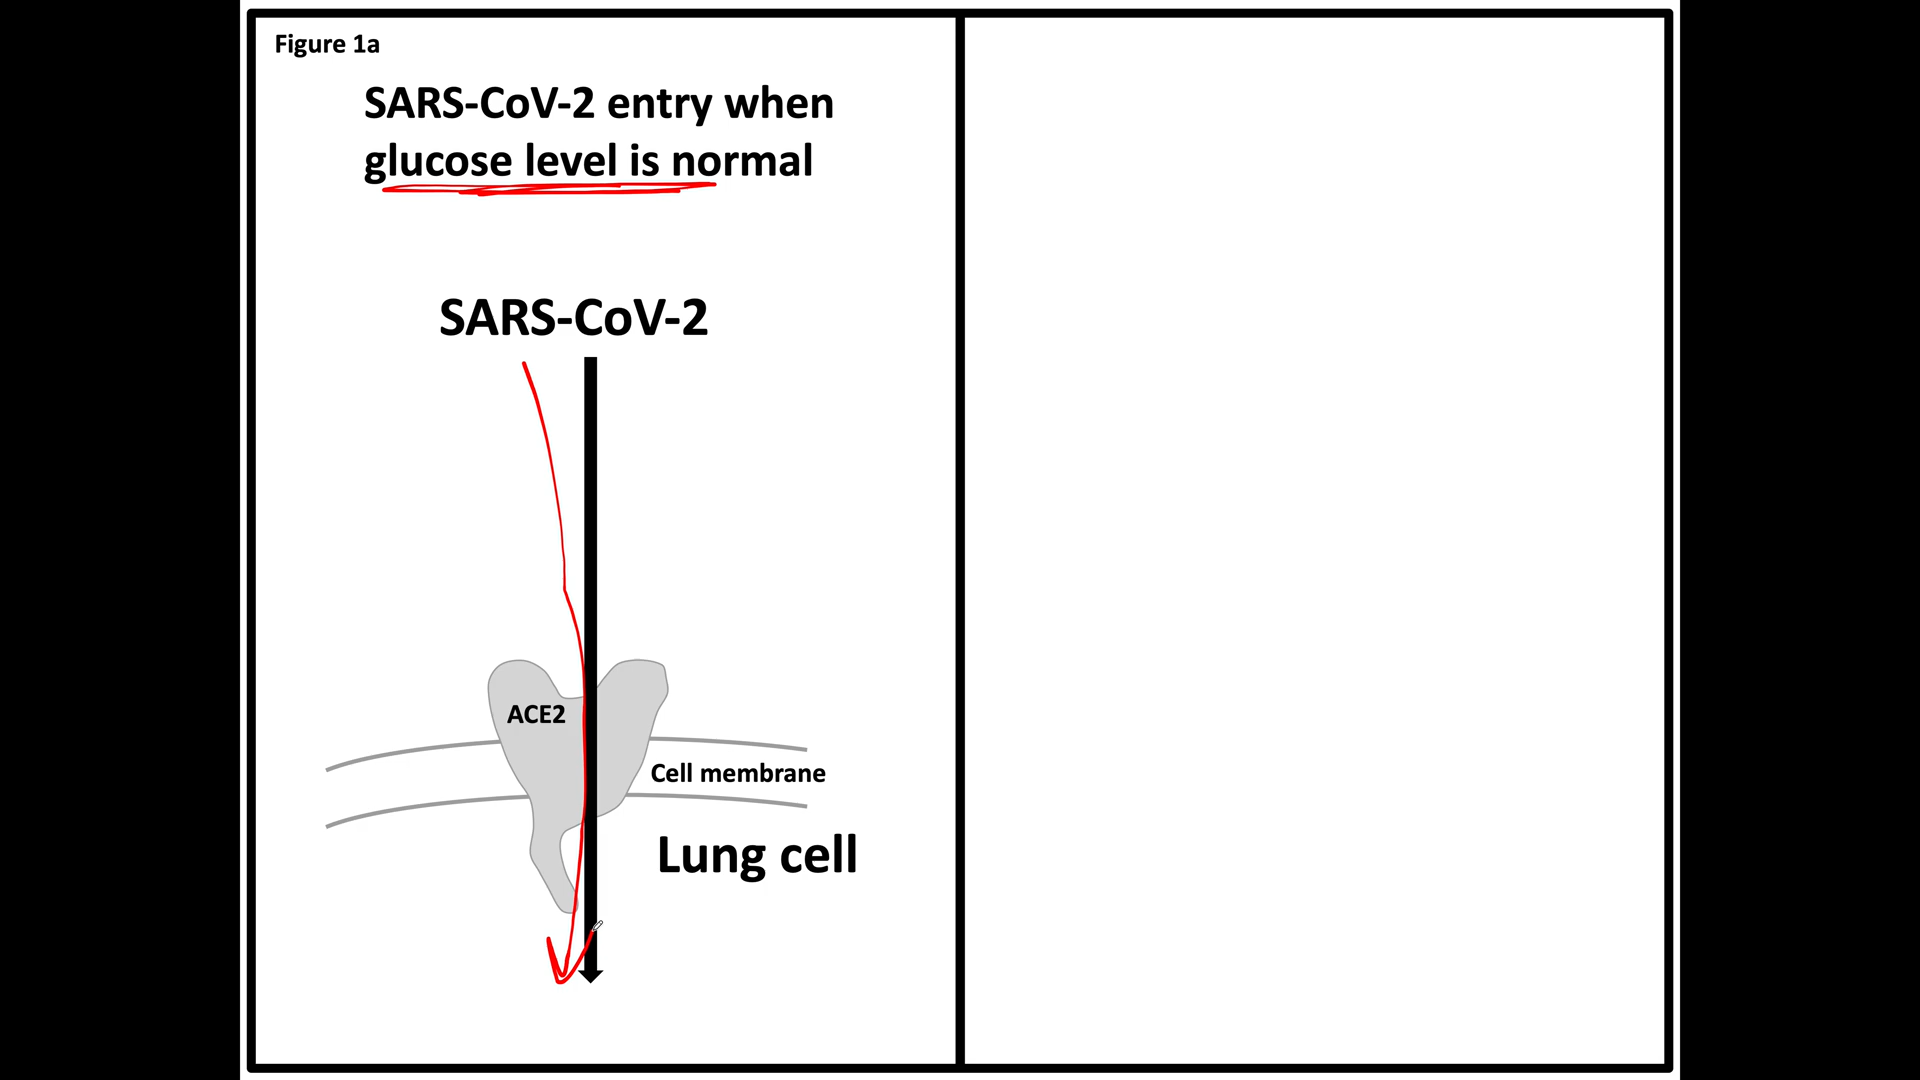 Figure 1a
SARS-CoV-2 entry when
glucose level is normal
SARS-CoV-2
ACE2
Cell membrane
Lung cell